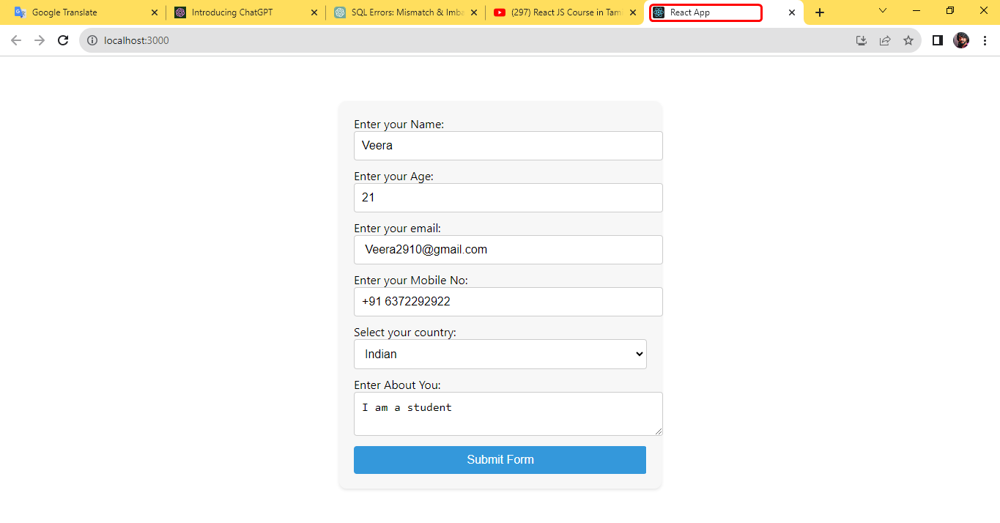 Google Translate
Introducing ChatGPT
SQL Errors: Mismatch & Imba
(297) React JS Course in Tam
React App
localhost:3000
Enter your Name:
Veera
Enter your Age:
21
Enter your email:
Veera2910@gmail.com
Enter your Mobile No:
+91 6372292922
Select your country:
Indian
Enter About You:
I am a student
Submit Form